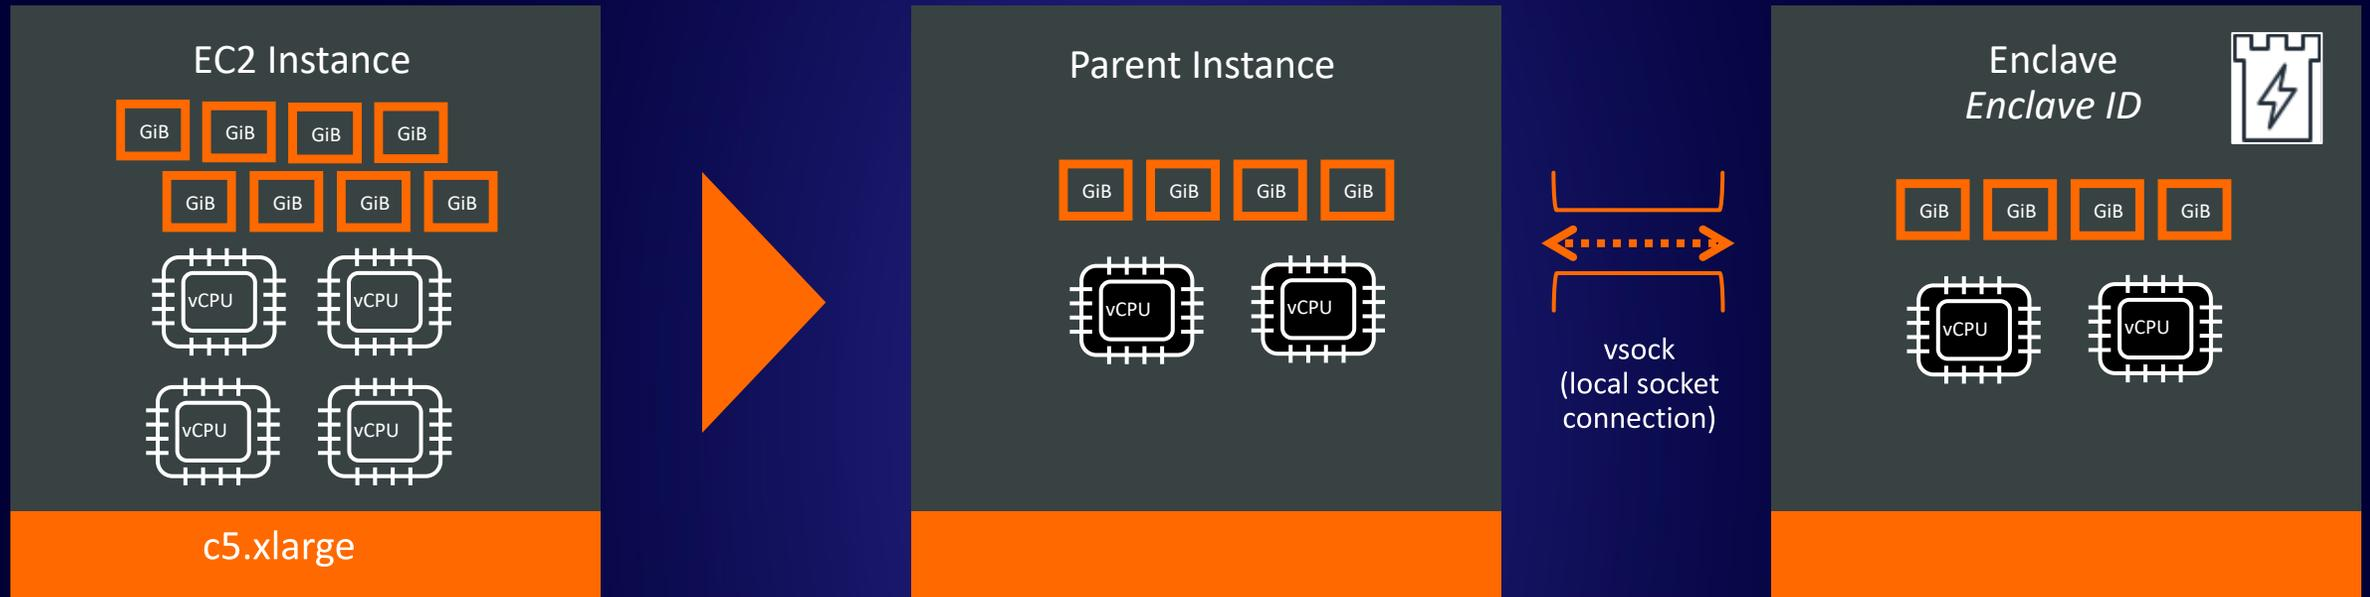 EC2 Instance
GiB GiB GiB GiB
GiB GiB GiB GiB
vCPU vCPU
vCPU vCPU
c5.xlarge
Parent Instance
GiB GiB GiB GiB
vCPU vCPU
vsock
(local socket
connection)
Enclave
Enclave ID
GiB GiB GiB GiB
vCPU vCPU